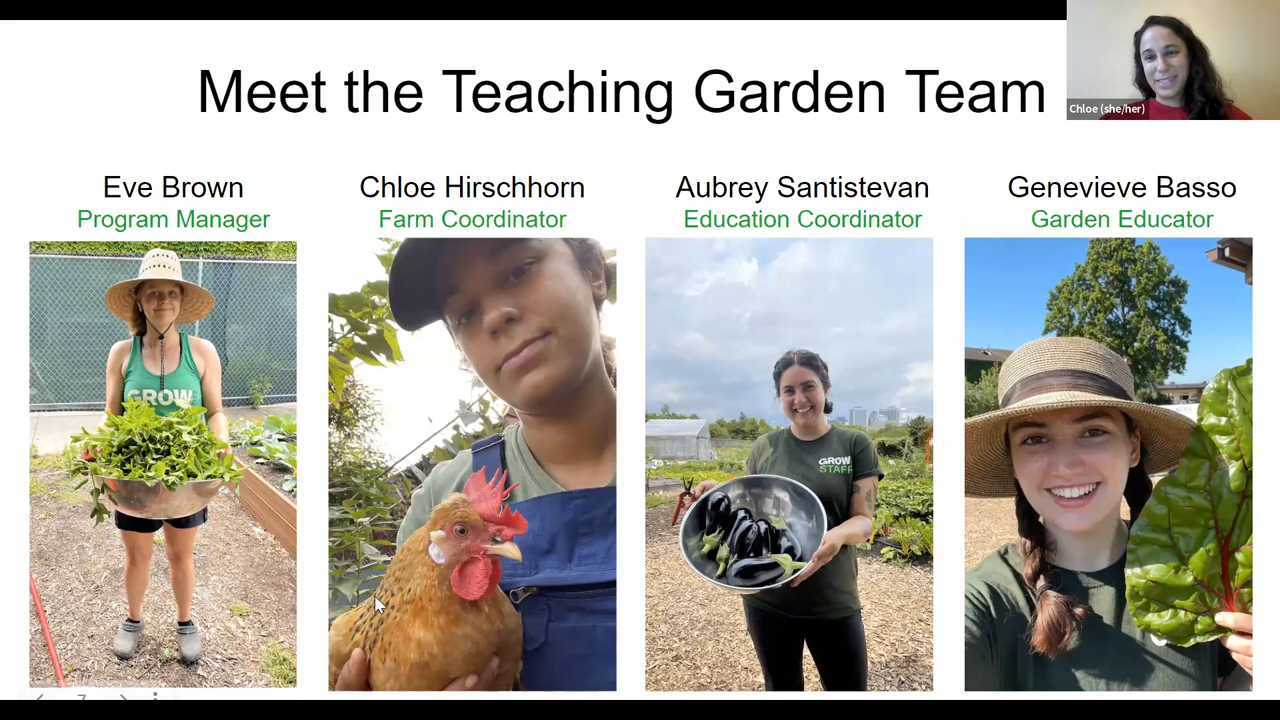 Meet the Teaching Garden Team
Chloe (she/her)
Eve Brown
Program Manager
Chloe Hirschhorn
Farm Coordinator
Aubrey Santistevan
Education Coordinator
Genevieve Basso
Garden Educator
GROW
GROW
STAFF
7